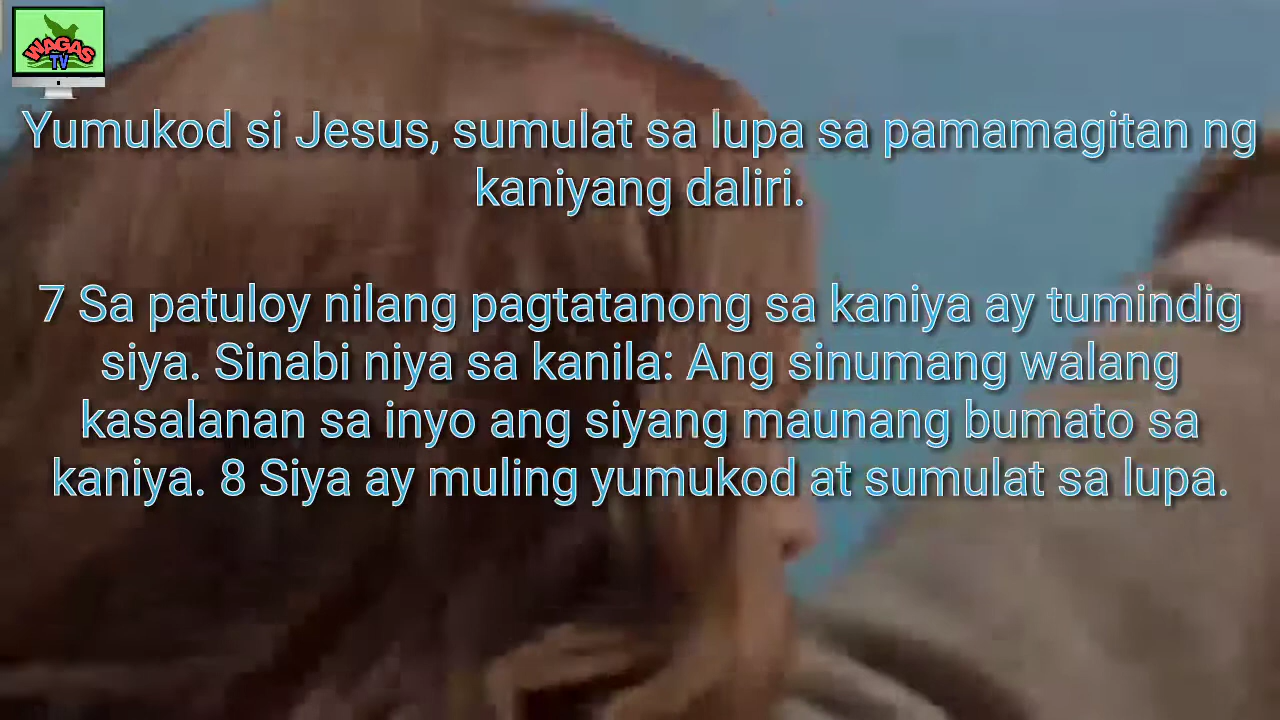 WAGAS
TV
Yumukod si Jesus, sumulat sa lupa sa pamamagitan ng
kaniyang daliri.
7 Sa patuloy nilang pagtatanong sa kaniya ay tumindig
siya. Sinabi niya sa kanila: Ang sinumang walang
kasalanan sa inyo ang siyang maunang bumato sa
kaniya. 8 Siya ay muling yumukod at sumulat sa lupa.